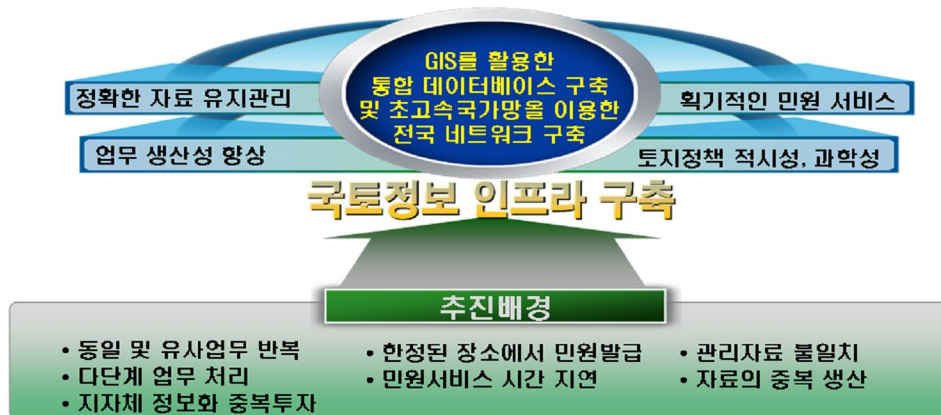 GIS를 활용한
통합 데이터베이스 구축
및 초고속국가망을 이용한
전국 네트워크 구축
정확한 자료 유지관리
획기적인 민원 서비스
업무 생산성 향상
토지정책 적시성, 과학성
국토정보 인프라 구축
추진배경
• 동일 및 유사업무 반복
• 다단계 업무 처리
• 지자체 정보화 중복투자
• 한정된 장소에서 민원발급
• 민원서비스 시간 지연
• 관리자료 불일치
• 자료의 중복 생산